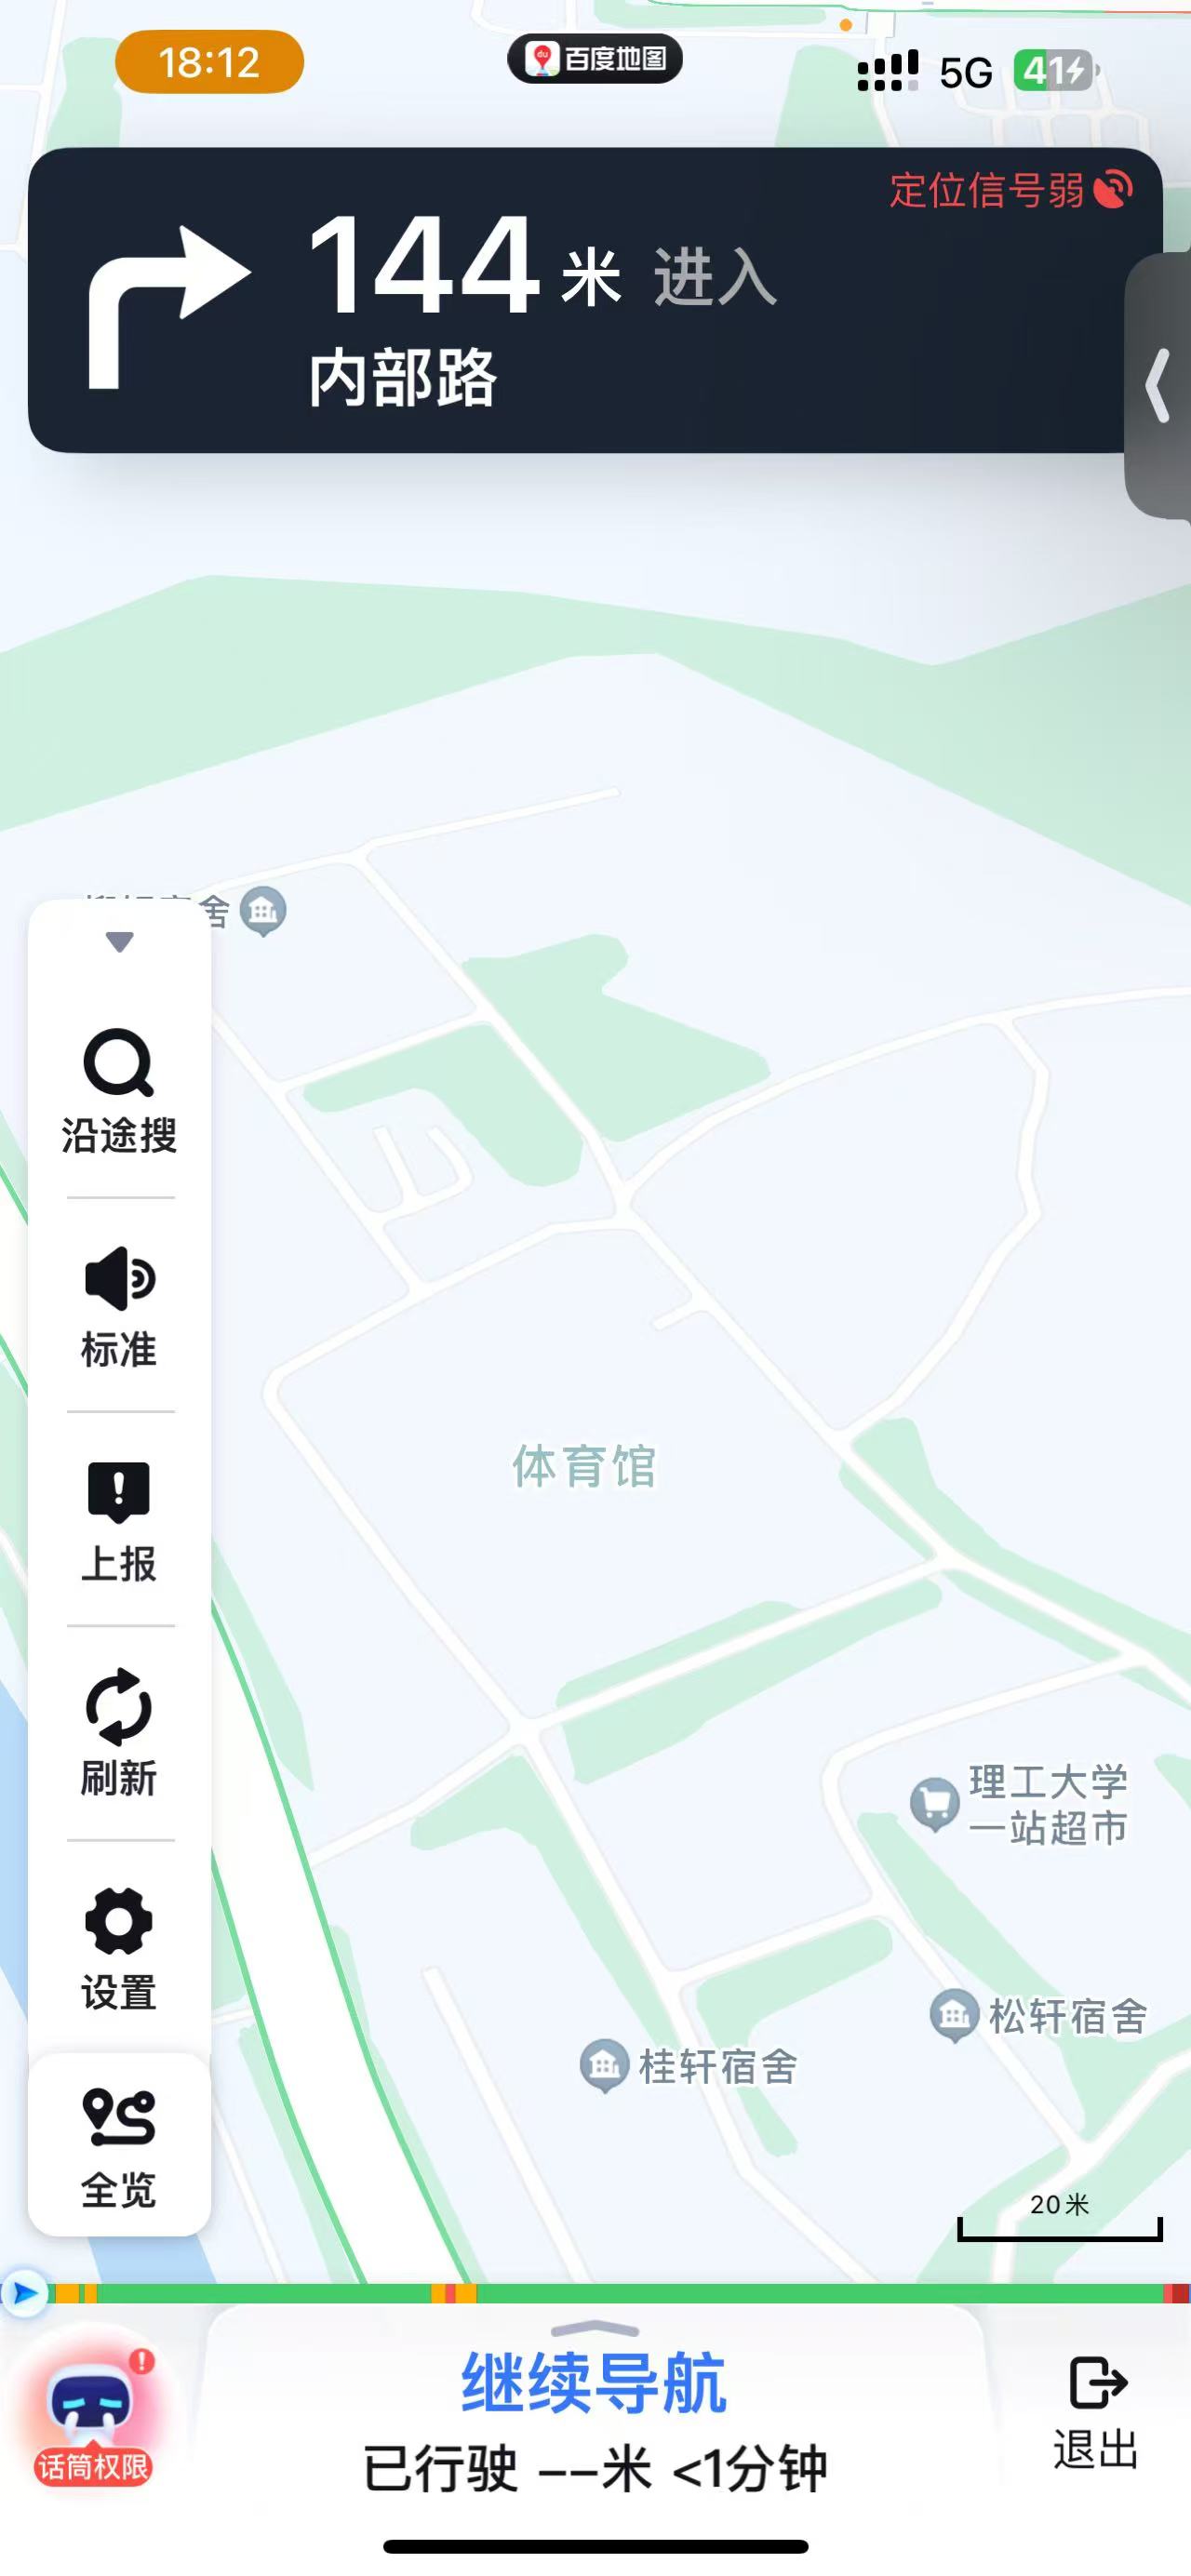 18:12
百度地图
5G
41
定位信号弱
144 米 进入
内部路
舍
沿途搜
标准
上报
体育馆
刷新
理工大学
一站超市
设置
松轩宿舍
桂轩宿舍
全览
20米
继续导航
已行驶 --米 <1分钟
话筒权限
退出